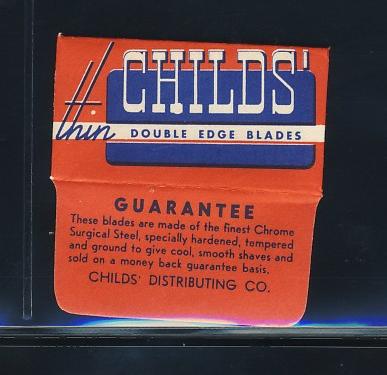 CHILDS'
thin DOUBLE EDGE BLADES
GUARANTEE
These blades are made of the finest Chrome
Surgical Steel, specially hardened, tempered
and ground to give cool, smooth shaves and
sold on a money back guarantee basis.
CHILDS' DISTRIBUTING CO.